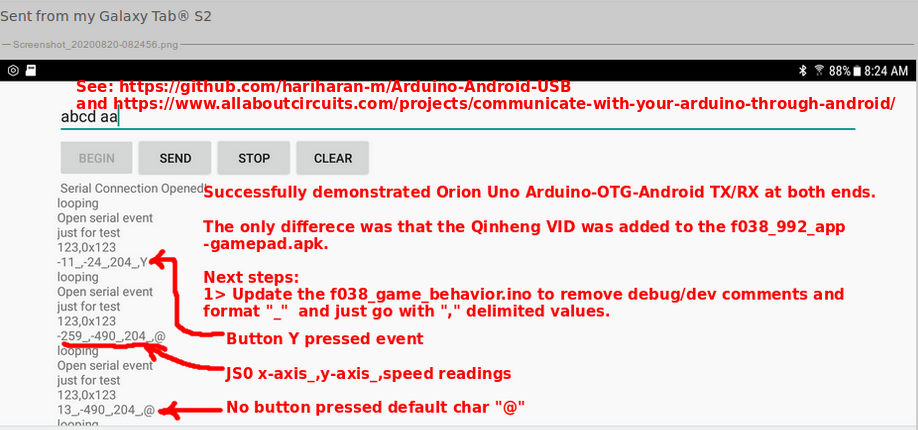 Sent from my Galaxy Tab® S2
Screenshot_20200820-082456.png
88% 8:24 AM
See: https://github.com/hariharan-m/Arduino-Android-USB
and https://www.allaboutcircuits.com/projects/communicate-with-your-arduino-through-android/
abcd aa
BEGIN SEND STOP CLEAR
Serial Connection Opened!
looping
Open serial event
just for test
123,0x123
-11_,-24_,204_,Y
looping
Open serial event
just for test
123,0x123
-259_,-490_,204_,@
looping
Open serial event
just for test
123,0x123
13_,-490_,204_,@
looping
Successfully demonstrated Orion Uno Arduino-OTG-Android TX/RX at both ends.
The only differece was that the Qinheng VID was added to the f038_992_app
-gamepad.apk.
Next steps:
1> Update the f038_game_behavior.ino to remove debug/dev comments and
format "_" and just go with "," delimited values.
Button Y pressed event
JS0 x-axis_,y-axis_,speed readings
No button pressed default char "@"